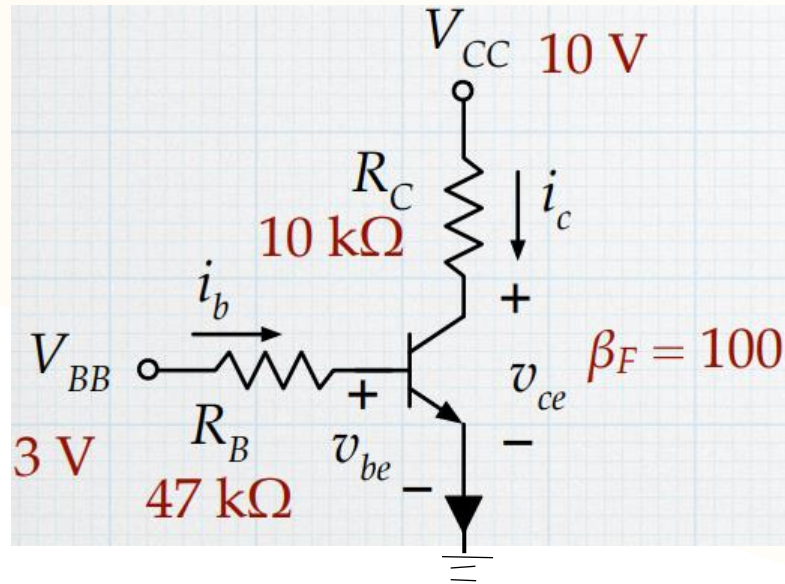 V_CC 10 V
R_C
10 kΩ
i_c
i_b
+
V_BB
+
v_ce
β_F = 100
R_B
v_be
−
−
3 V
47 kΩ